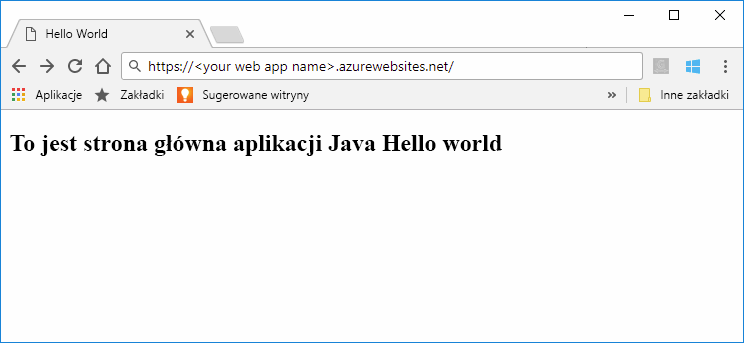 Hello World
https://<your web app name>.azurewebsites.net/
Aplikacje Zakładki Sugerowane witryny » Inne zakładki
To jest strona główna aplikacji Java Hello world